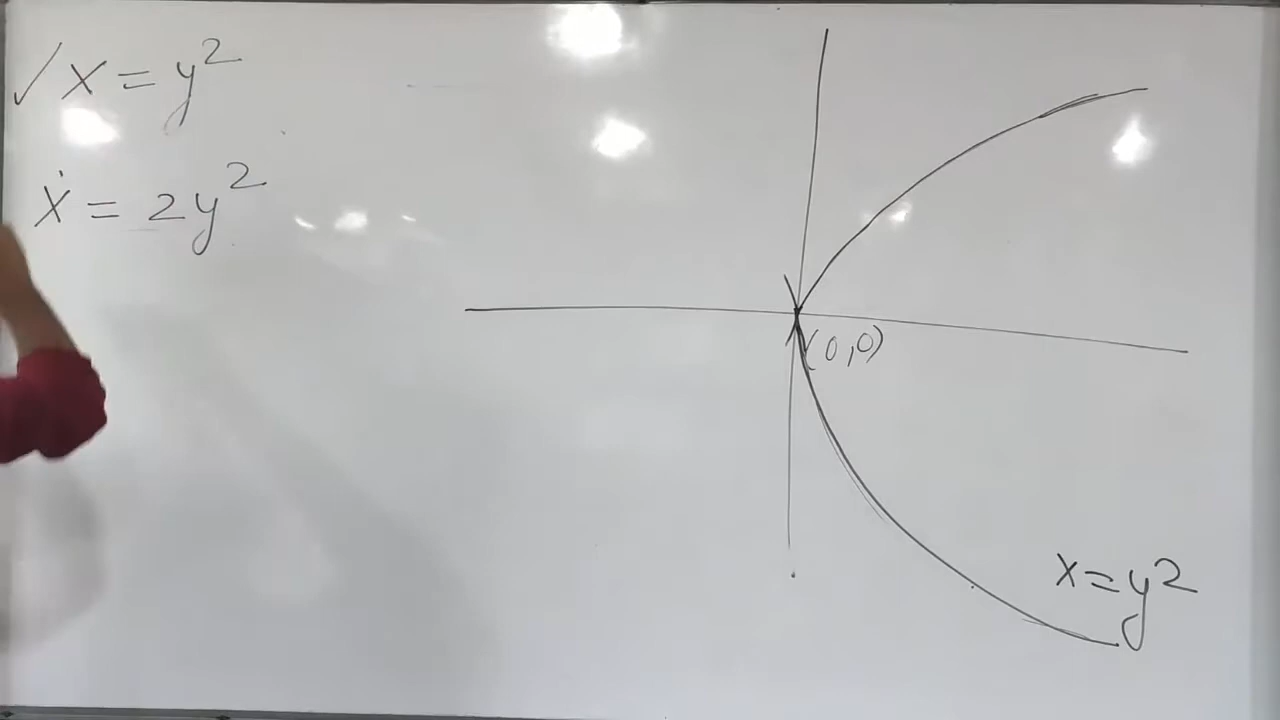 ✓ x = y²
ẋ = 2y²
(0,0)
x = y²